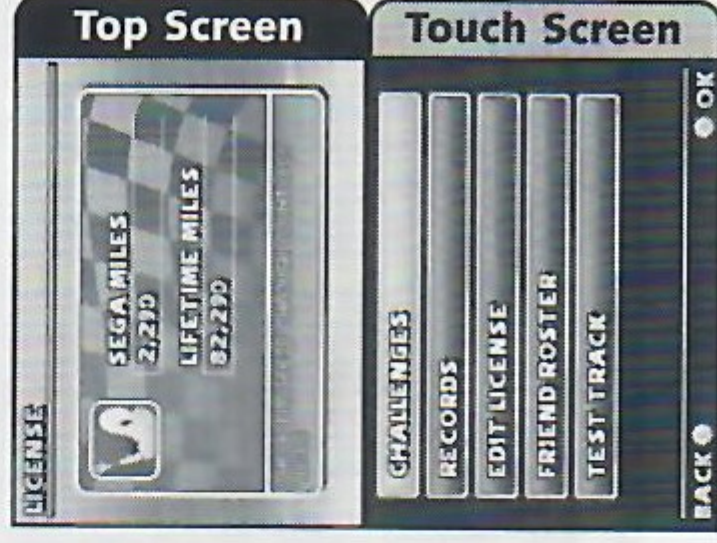 Top Screen
LICENSE
SEGA MILES
2,290
LIFETIME MILES
82,290
Touch Screen
CHALLENGES
RECORDS
EDIT LICENSE
FRIEND ROSTER
TEST TRACK
BACK
OK